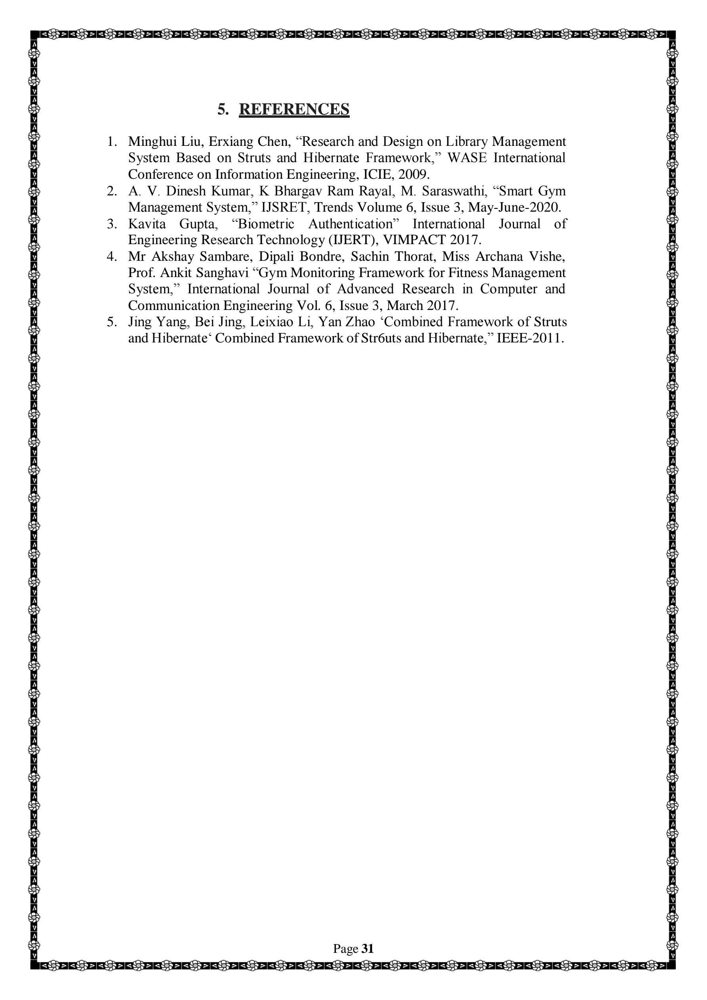 5. REFERENCES
1. Minghui Liu, Erxiang Chen, “Research and Design on Library Management
System Based on Struts and Hibernate Framework,” WASE International
Conference on Information Engineering, ICIE, 2009.
2. A. V. Dinesh Kumar, K Bhargav Ram Rayal, M. Saraswathi, “Smart Gym
Management System,” IJSRET, Trends Volume 6, Issue 3, May-June-2020.
3. Kavita Gupta, “Biometric Authentication” International Journal of
Engineering Research Technology (IJERT), VIMPACT 2017.
4. Mr Akshay Sambare, Dipali Bondre, Sachin Thorat, Miss Archana Vishe,
Prof. Ankit Sanghavi “Gym Monitoring Framework for Fitness Management
System,” International Journal of Advanced Research in Computer and
Communication Engineering Vol. 6, Issue 3, March 2017.
5. Jing Yang, Bei Jing, Leixiao Li, Yan Zhao ‘Combined Framework of Struts
and Hibernate‘ Combined Framework of Str6uts and Hibernate,” IEEE-2011.
Page 31